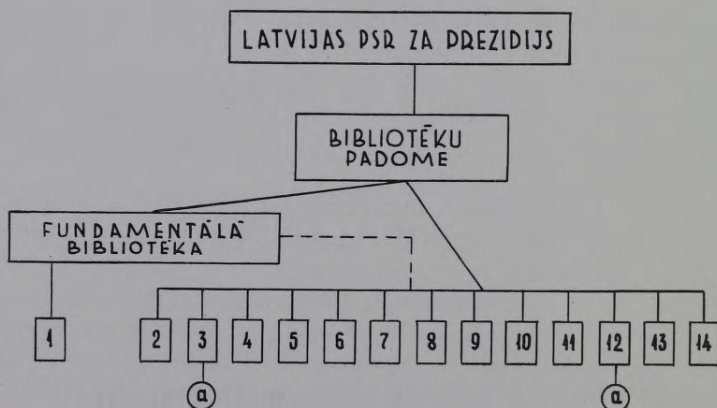 LATVIJAS PSR ZA PREZIDIJS
BIBLIOTĒKU
PADOME
FUNDAMENTĀLĀ
BIBLIOTĒKA
1 2 3 4 5 6 7 8 9 10 11 12 13 14
a a